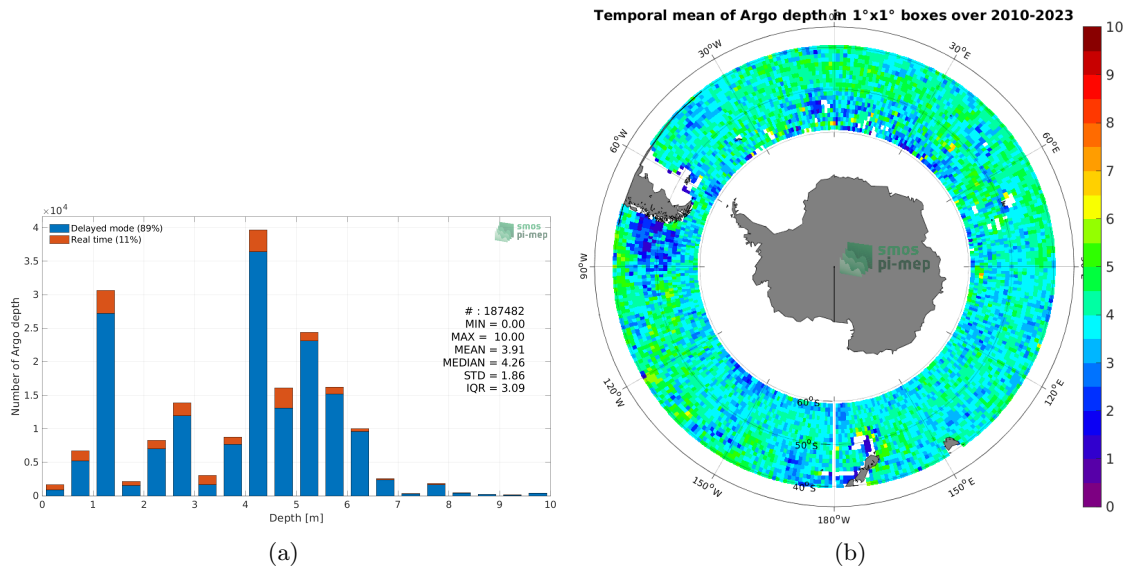 Temporal mean of Argo depth in 1°x1° boxes over 2010-2023
×10⁴
Delayed mode (89%)
Real time (11%)
smos
pi-mep
# : 187482
MIN = 0.00
MAX = 10.00
MEAN = 3.91
MEDIAN = 4.26
STD = 1.86
IQR = 3.09
Number of Argo depth
4
3.5
3
2.5
2
1.5
1
0.5
0
0 1 2 3 4 5 6 7 8 9 10
Depth [m]
(a)
30°W
30°E
60°W
60°E
90°W
120°W
120°E
150°W
150°E
180°W
60°S
50°S
40°S
smos
pi-mep
10
9
8
7
6
5
4
3
2
1
0
(b)